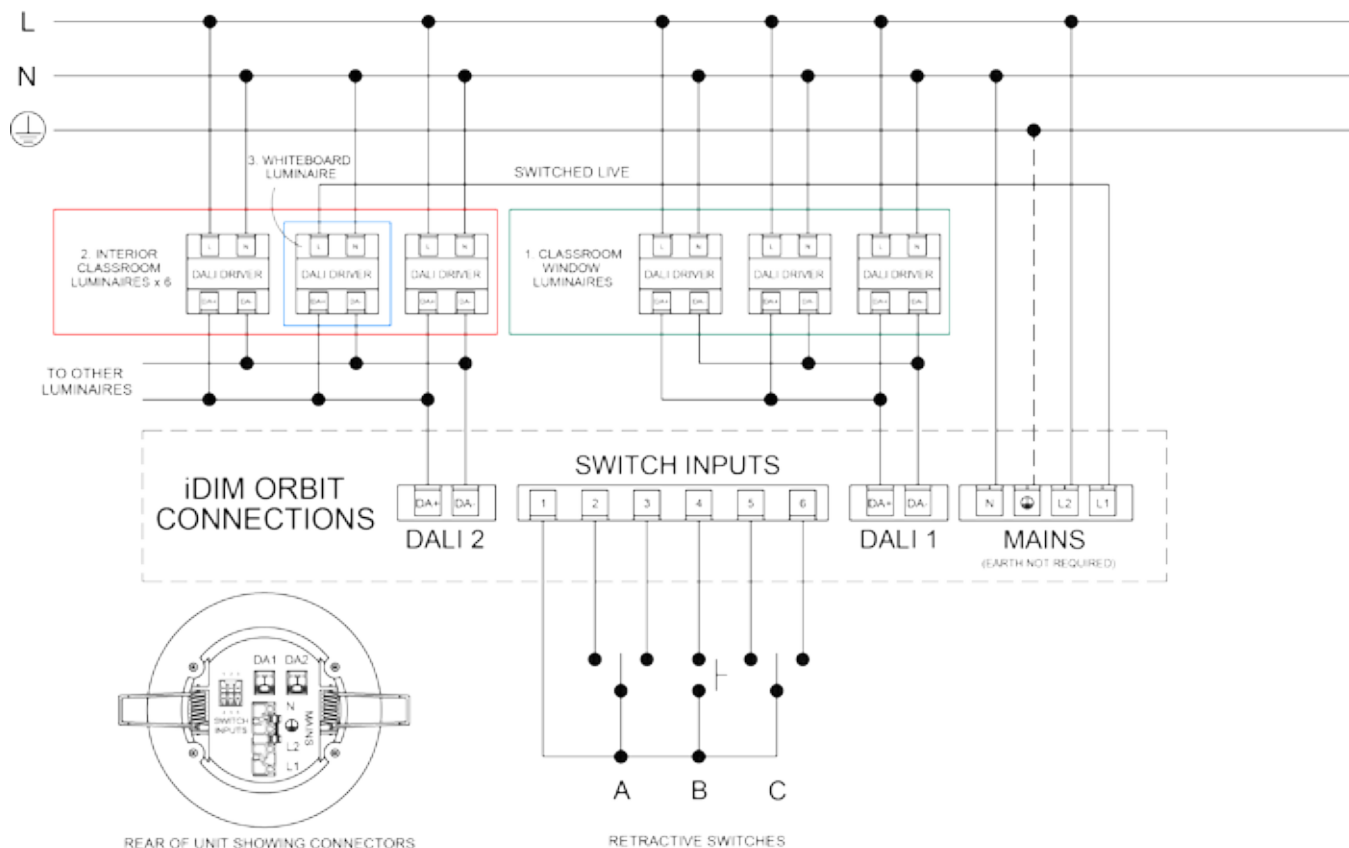 L
N
3. WHITEBOARD
LUMINAIRE
SWITCHED LIVE
2. INTERIOR
CLASSROOM
LUMINAIRES x 6
L N
DALI DRIVER
DA+ DA-
L N
DALI DRIVER
DA+ DA-
L N
DALI DRIVER
DA+ DA-
1. CLASSROOM
WINDOW
LUMINAIRES
L N
DALI DRIVER
DA+ DA-
L N
DALI DRIVER
DA+ DA-
L N
DALI DRIVER
DA+ DA-
TO OTHER
LUMINAIRES
iDIM ORBIT
CONNECTIONS
DA+ DA-
DALI 2
SWITCH INPUTS
1 2 3 4 5 6
DA+ DA-
DALI 1
N L2 L1
MAINS
(EARTH NOT REQUIRED)
DA1 DA2
SWITCH
INPUTS
N
L2
L1
MAINS
REAR OF UNIT SHOWING CONNECTORS
A B C
RETRACTIVE SWITCHES